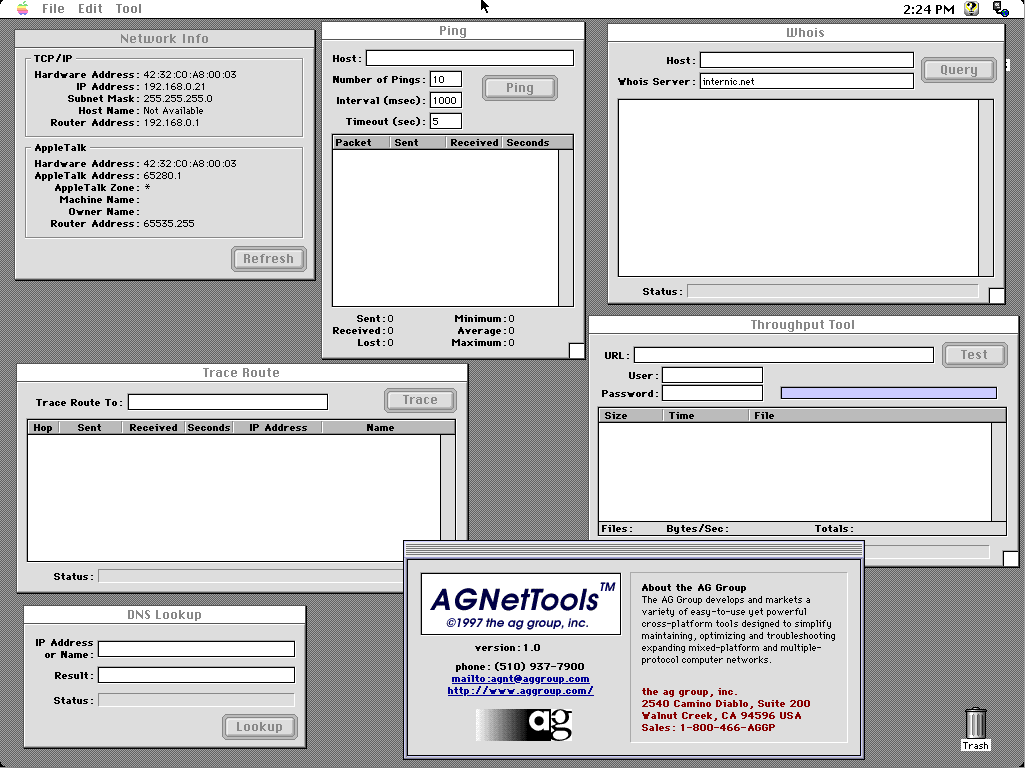 File Edit Tool
2:24 PM
Network Info
TCP/IP
Hardware Address: 42:32:C0:A8:00:03
IP Address: 192.168.0.21
Subnet Mask: 255.255.255.0
Host Name: Not Available
Router Address: 192.168.0.1
AppleTalk
Hardware Address: 42:32:C0:A8:00:03
AppleTalk Address: 65280.1
AppleTalk Zone: *
Machine Name:
Owner Name:
Router Address: 65535.255
Refresh
Ping
Host:
Number of Pings: 10
Interval (msec): 1000
Timeout (sec): 5
Ping
Packet Sent Received Seconds
Sent: 0 Minimum: 0
Received: 0 Average: 0
Lost: 0 Maximum: 0
Whois
Host:
Whois Server: internic.net
Query
Status:
Throughput Tool
URL:
Test
User:
Password:
Size Time File
Files: Bytes/Sec: Totals:
Trace Route
Trace Route To:
Trace
Hop Sent Received Seconds IP Address Name
Status:
DNS Lookup
IP Address
or Name:
Result:
Status:
Lookup
AGNetTools™
©1997 the ag group, inc.
version: 1.0
phone: (510) 937-7900
mailto:agnt@aggroup.com
http://www.aggroup.com/
ag
About the AG Group
The AG Group develops and markets a
variety of easy-to-use yet powerful
cross-platform tools designed to simplify
maintaining, optimizing and troubleshooting
expanding mixed-platform and multiple-
protocol computer networks.
the ag group, inc.
2540 Camino Diablo, Suite 200
Walnut Creek, CA 94596 USA
Sales: 1-800-466-AGGP
Trash